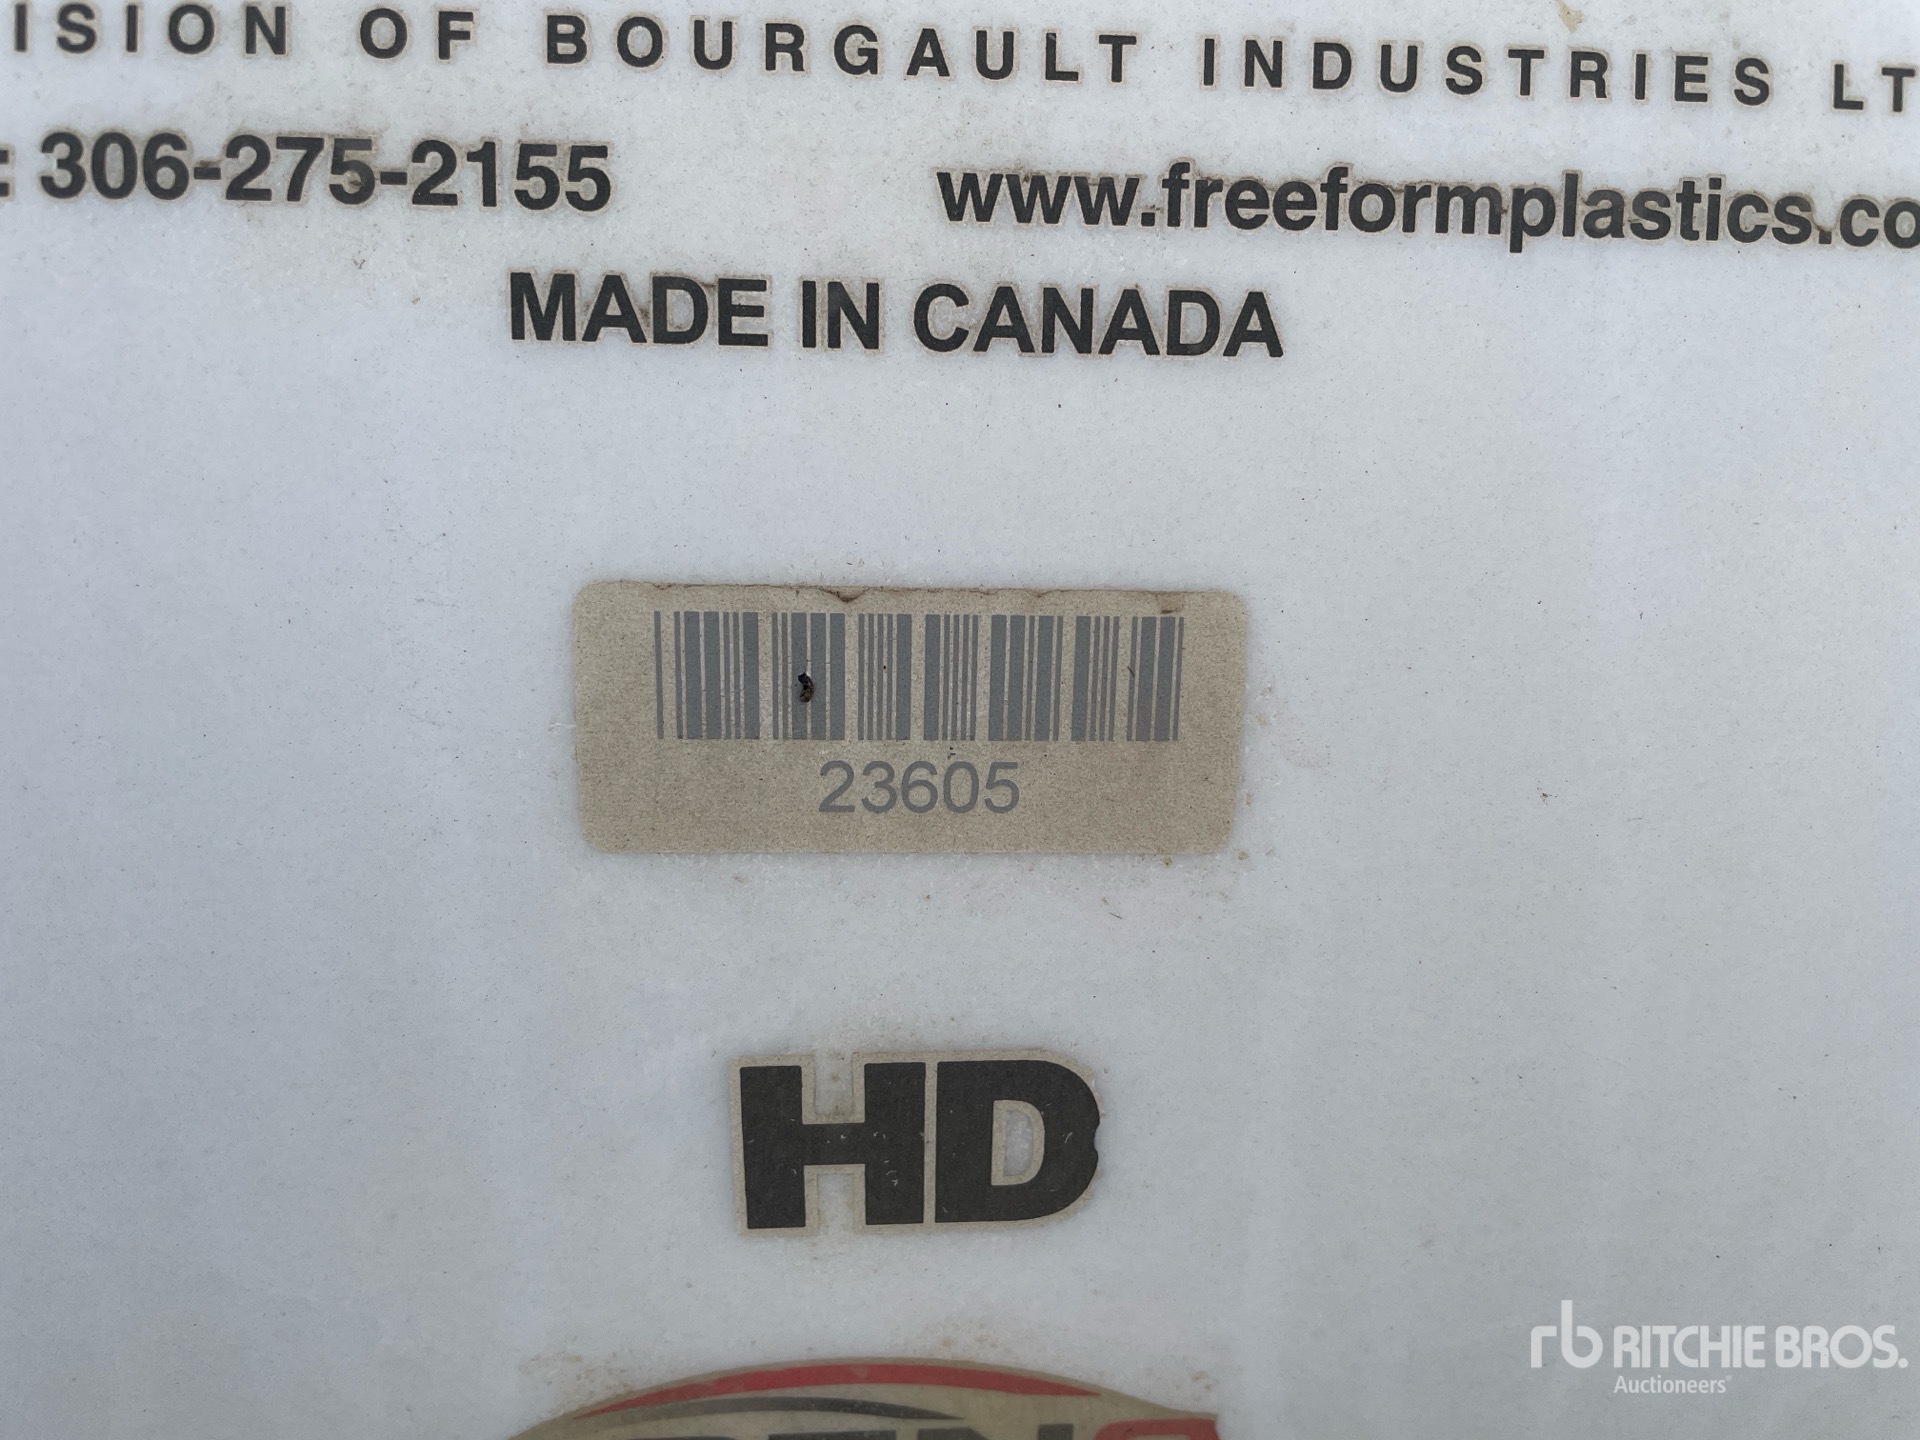 ISION OF BOURGAULT INDUSTRIES LT
: 306-275-2155 www.freeformplastics.co
MADE IN CANADA
23605
HD
rb RITCHIE BROS.
Auctioneers